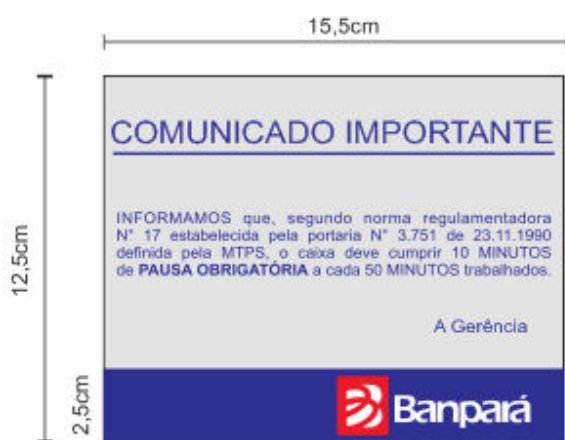 15,5cm
COMUNICADO IMPORTANTE
INFORMAMOS que, segundo norma regulamentadora
N° 17 estabelecida pela portaria N° 3.751 de 23.11.1990
definida pela MTPS, o caixa deve cumprir 10 MINUTOS
de PAUSA OBRIGATÓRIA a cada 50 MINUTOS trabalhados.
A Gerência
12,5cm
2,5cm
Banpará